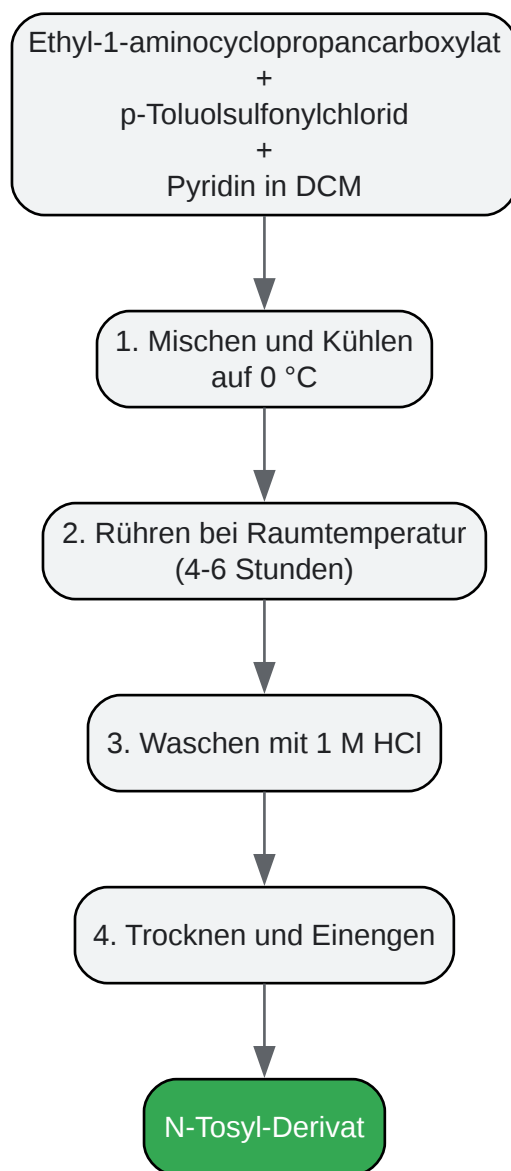 Ethyl-1-aminocyclopropancarboxylat
+
p-Toluolsulfonylchlorid
+
Pyridin in DCM
1. Mischen und Kühlen
auf 0 °C
2. Rühren bei Raumtemperatur
(4-6 Stunden)
3. Waschen mit 1 M HCl
4. Trocknen und Einengen
N-Tosyl-Derivat